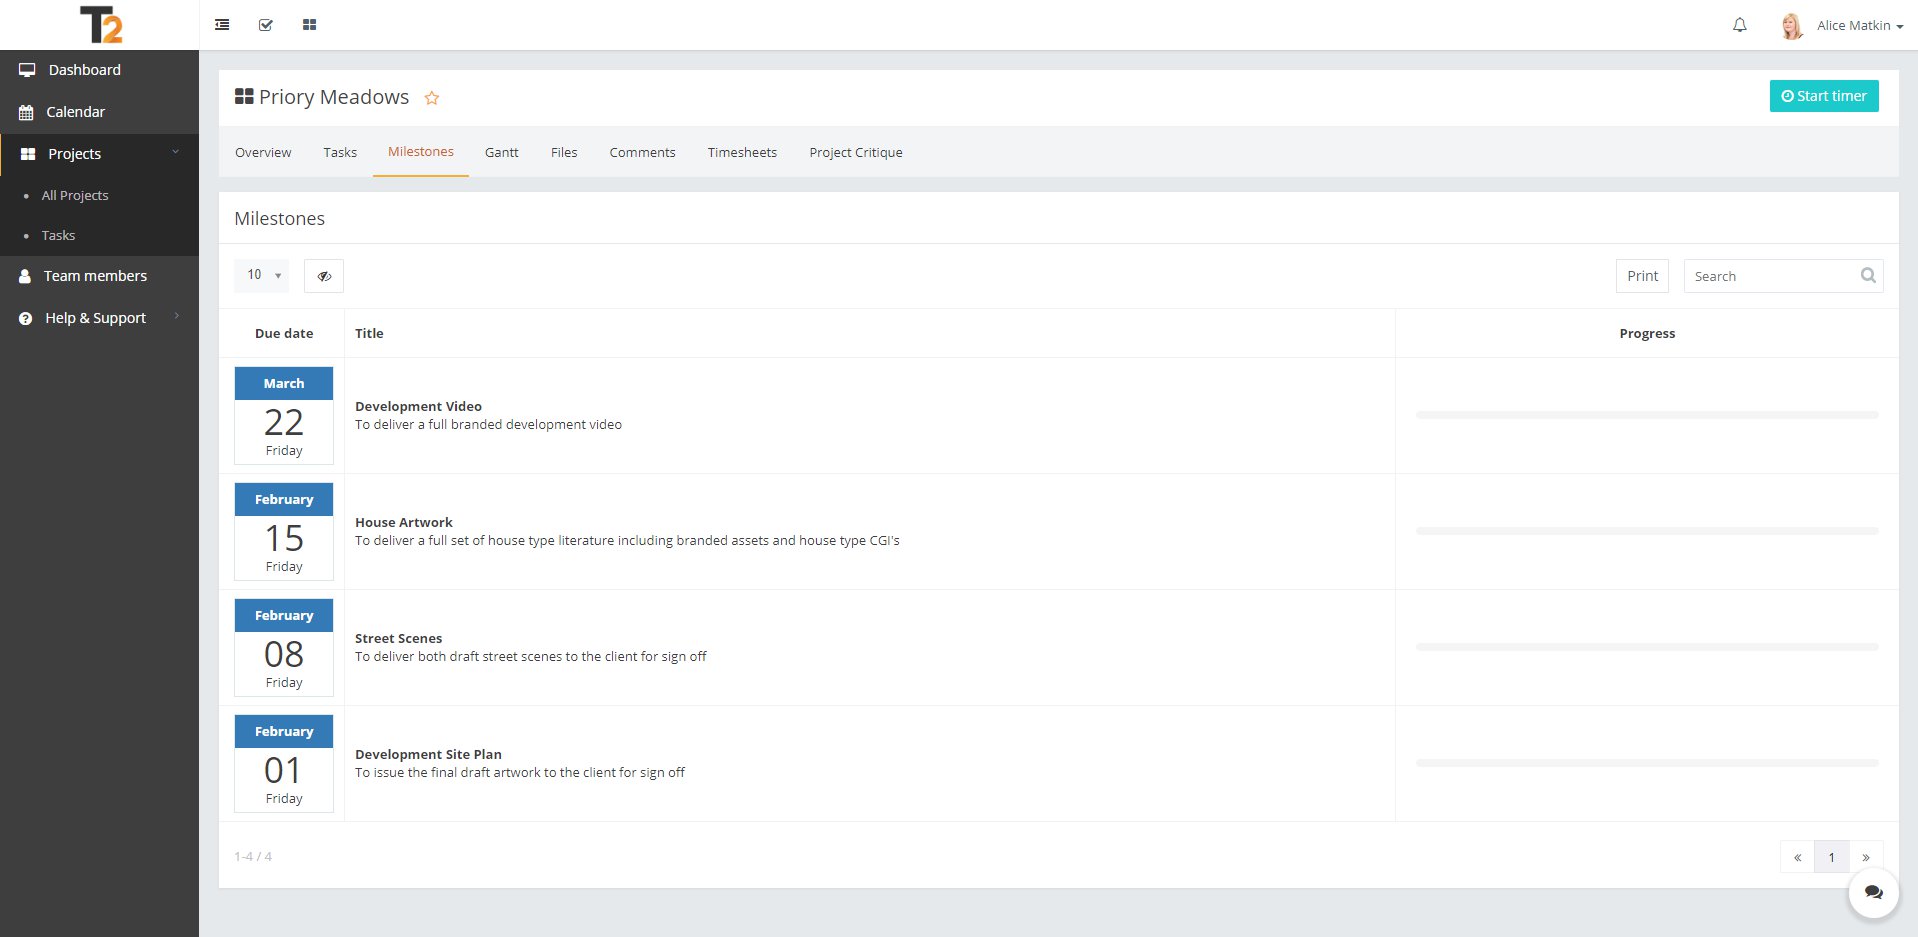 T2
Alice Matkin
Dashboard
Calendar
Projects
All Projects
Tasks
Team members
Help & Support
Priory Meadows
Start timer
Overview Tasks Milestones Gantt Files Comments Timesheets Project Critique
Milestones
10
Print
Search
Due date Title Progress
March
22
Friday
Development Video
To deliver a full branded development video
February
15
Friday
House Artwork
To deliver a full set of house type literature including branded assets and house type CGI's
February
08
Friday
Street Scenes
To deliver both draft street scenes to the client for sign off
February
01
Friday
Development Site Plan
To issue the final draft artwork to the client for sign off
1-4 / 4
« 1 »